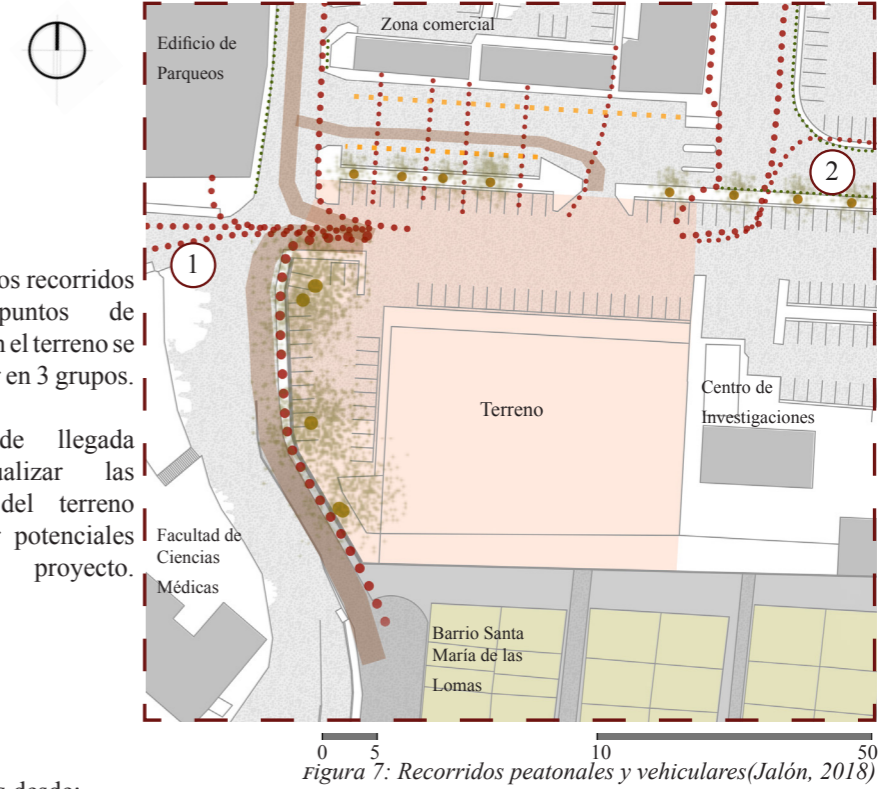 Zona comercial
Edificio de
Parqueos
2
1
os recorridos
puntos de
n el terreno se
r en 3 grupos.
de llegada
ualizar las
del terreno
y potenciales
proyecto.
Terreno
Centro de
Investigaciones
Facultad de
Ciencias
Médicas
Barrio Santa
María de las
Lomas
0 5 10 50
Figura 7: Recorridos peatonales y vehiculares(Jalón, 2018)
desde: